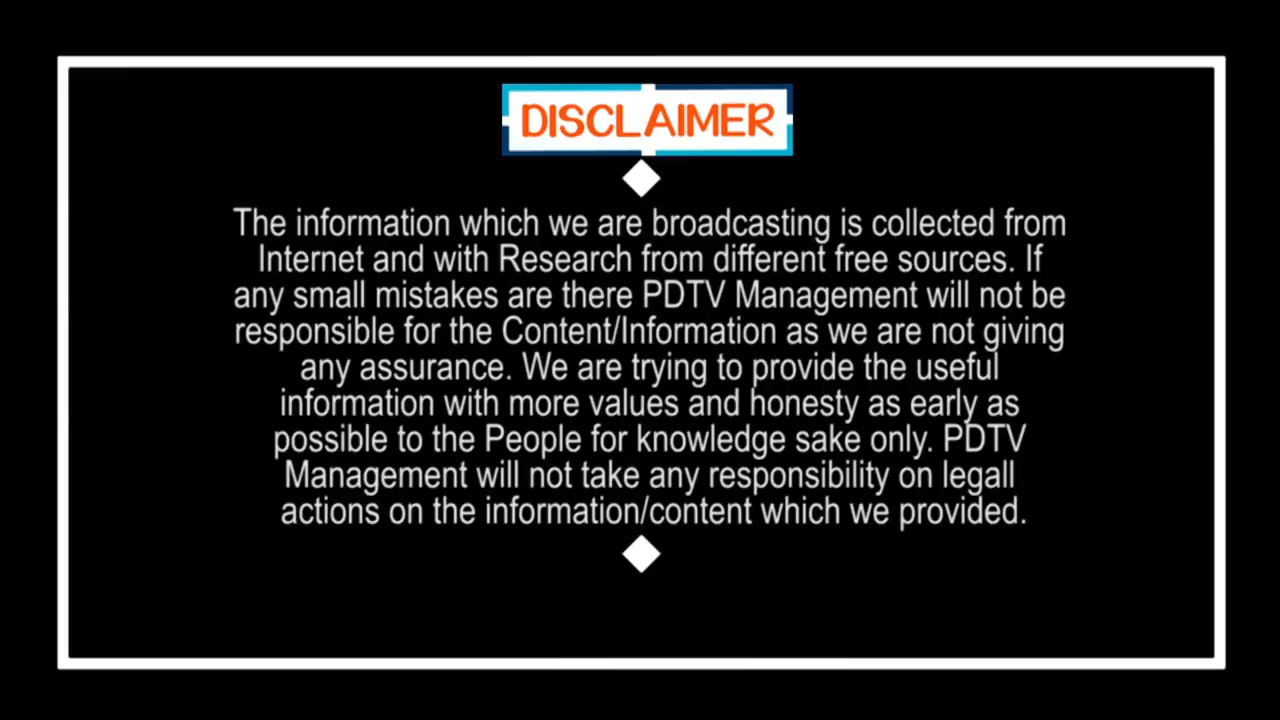 DISCLAIMER
The information which we are broadcasting is collected from
Internet and with Research from different free sources. If
any small mistakes are there PDTV Management will not be
responsible for the Content/Information as we are not giving
any assurance. We are trying to provide the useful
information with more values and honesty as early as
possible to the People for knowledge sake only. PDTV
Management will not take any responsibility on legall
actions on the information/content which we provided.